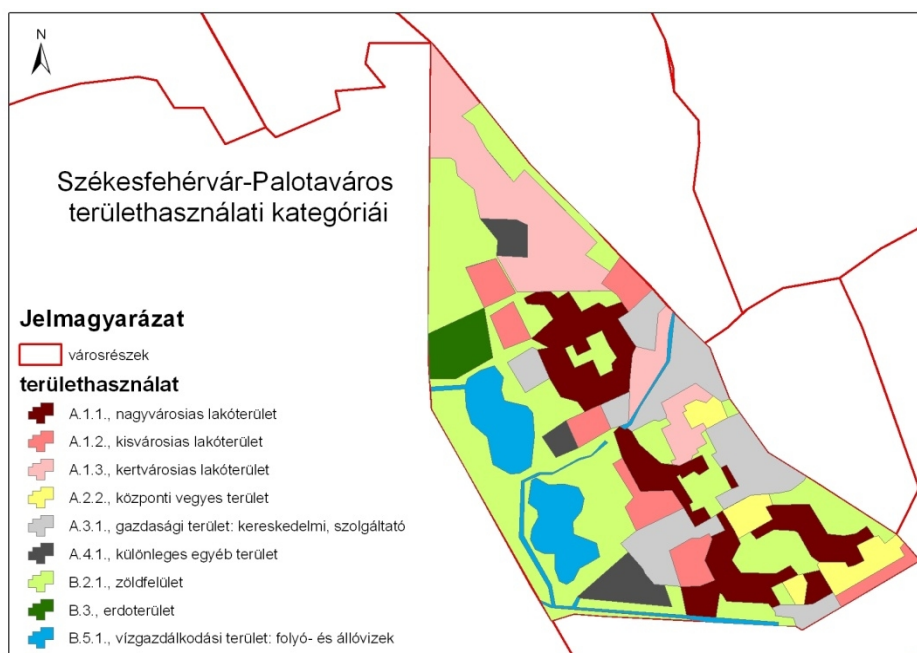 N
Székesfehérvár-Palotaváros
területhasználati kategóriái
Jelmagyarázat
városrészek
területhasználat
A.1.1., nagyvárosias lakóterület
A.1.2., kisvárosias lakóterület
A.1.3., kertvárosias lakóterület
A.2.2., központi vegyes terület
A.3.1., gazdasági terület: kereskedelmi, szolgáltató
A.4.1., különleges egyéb terület
B.2.1., zöldfelület
B.3., erdoterület
B.5.1., vízgazdálkodási terület: folyó- és állóvizek